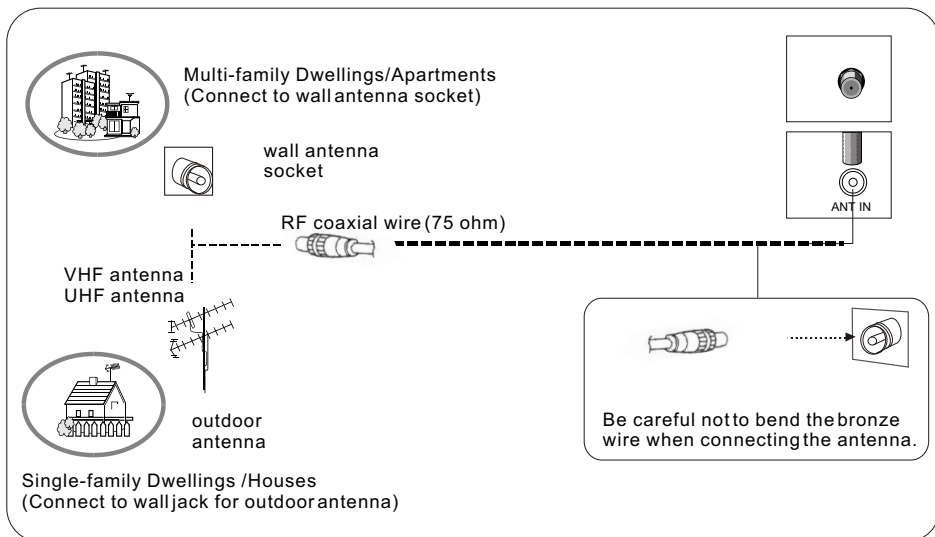 Multi-family Dwellings/Apartments
(Connect to wall antenna socket)
wall antenna
socket
ANT IN
RF coaxial wire (75 ohm)
VHF antenna
UHF antenna
outdoor
antenna
Be careful not to bend the bronze
wire when connecting the antenna.
Single-family Dwellings /Houses
(Connect to wall jack for outdoor antenna)